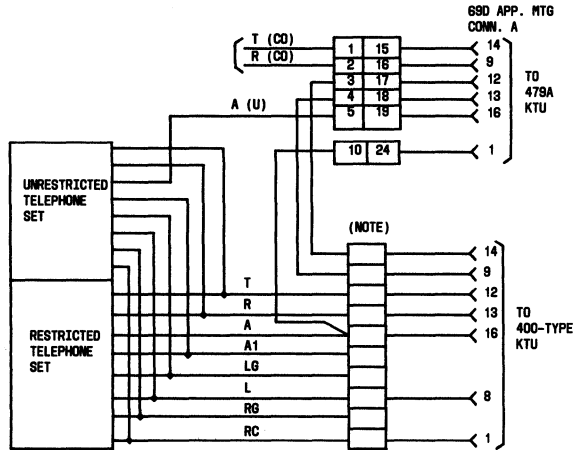 69D APP. MTG
CONN. A
T (CO)
1 15 14
R (CO)
2 16 9
3 17 12
4 18 13
A (U)
5 19 16
TO
479A
KTU
10 24 1
UNRESTRICTED
TELEPHONE
SET
(NOTE)
14
9
T
12
R
13
A
16
TO
400-TYPE
KTU
RESTRICTED
TELEPHONE
SET
A1
LG
L
8
RG
RC
1